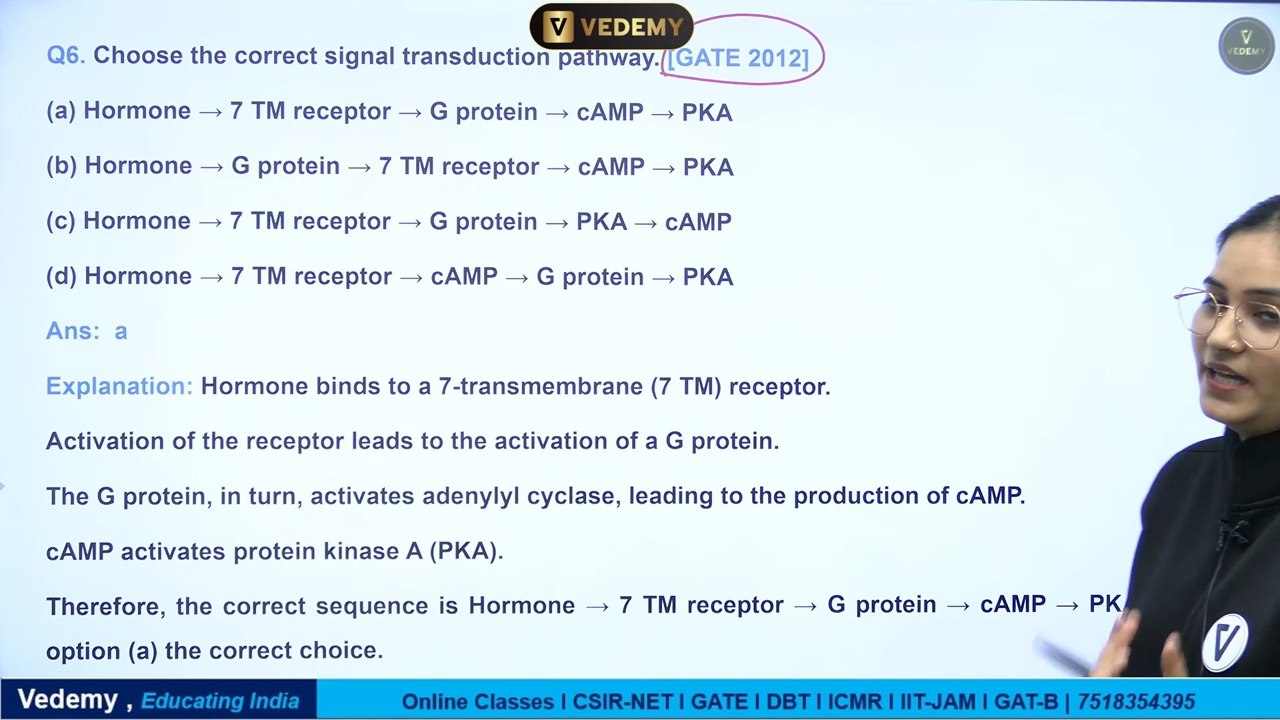 VEDEMY
VEDEMY
Q6. Choose the correct signal transduction pathway. [GATE 2012]
(a) Hormone → 7 TM receptor → G protein → cAMP → PKA
(b) Hormone → G protein → 7 TM receptor → cAMP → PKA
(c) Hormone → 7 TM receptor → G protein → PKA → cAMP
(d) Hormone → 7 TM receptor → cAMP → G protein → PKA
Ans: a
Explanation: Hormone binds to a 7-transmembrane (7 TM) receptor.
Activation of the receptor leads to the activation of a G protein.
The G protein, in turn, activates adenylyl cyclase, leading to the production of cAMP.
cAMP activates protein kinase A (PKA).
Therefore, the correct sequence is Hormone → 7 TM receptor → G protein → cAMP → PK
option (a) the correct choice.
Vedemy , Educating India
Online Classes I CSIR-NET I GATE I DBT I ICMR I IIT-JAM I GAT-B | 7518354395